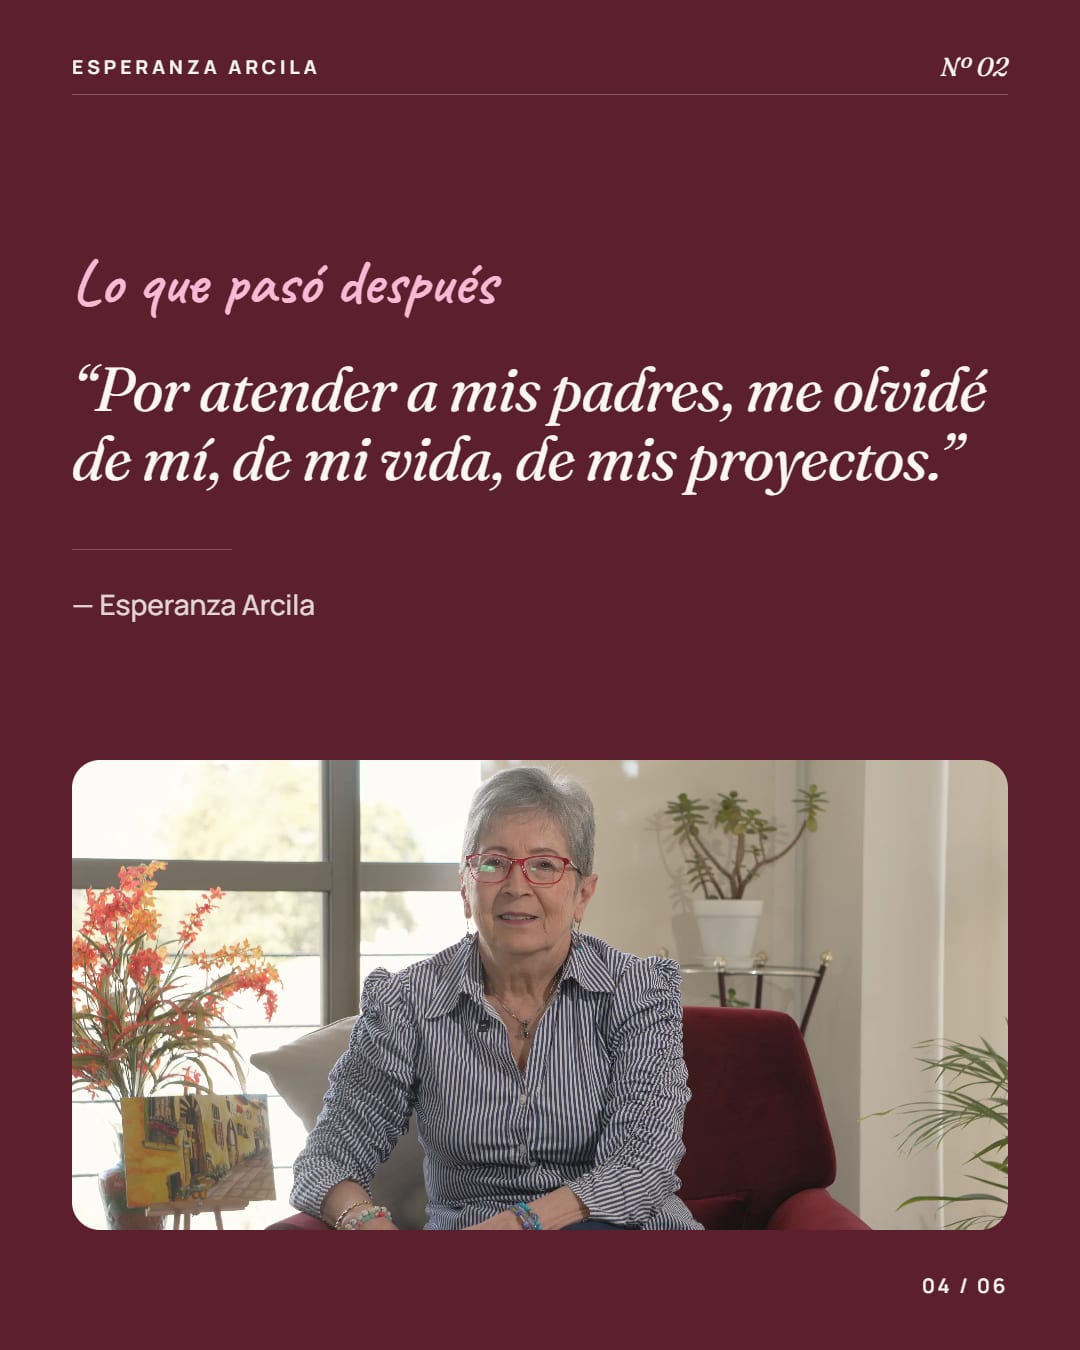 ESPERANZA ARCILA
Nº 02
Lo que pasó después
“Por atender a mis padres, me olvidé
de mí, de mi vida, de mis proyectos.”
— Esperanza Arcila
04 / 06